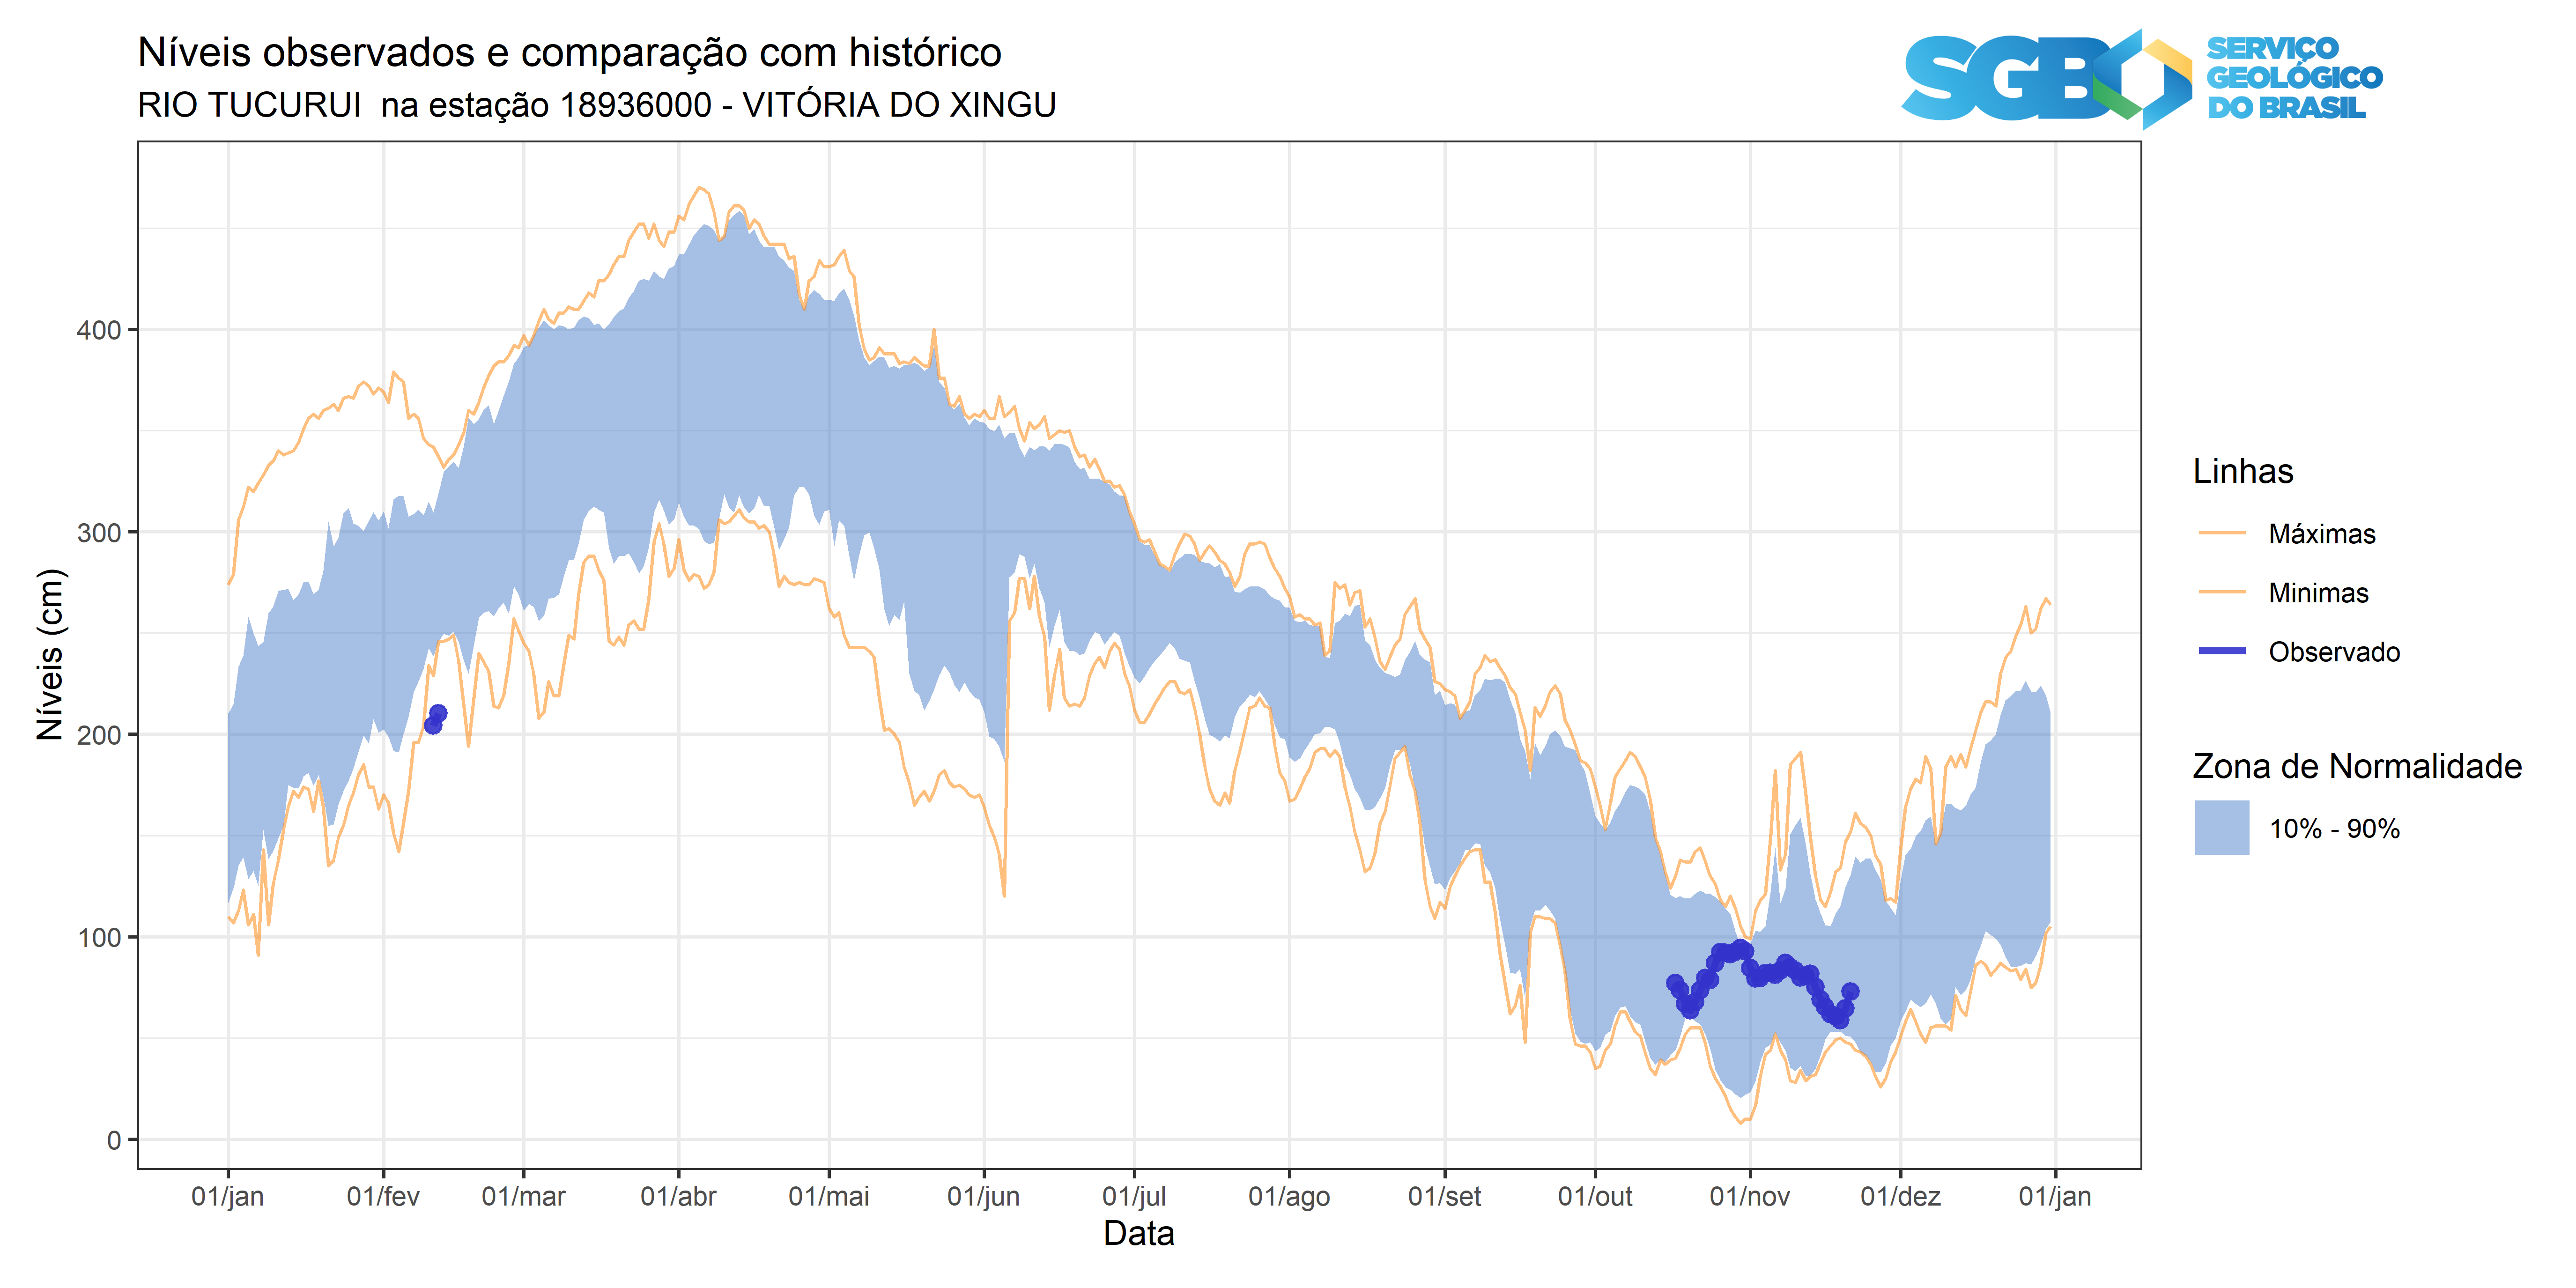 Níveis observados e comparação com histórico
RIO TUCURUI  na estação 18936000 - VITÓRIA DO XINGU
SGB
SERVIÇO
GEOLÓGICO
DO BRASIL
Níveis (cm)
400
300
200
100
0
01/jan
01/fev
01/mar
01/abr
01/mai
01/jun
01/jul
01/ago
01/set
01/out
01/nov
01/dez
01/jan
Data
Linhas
Máximas
Minimas
Observado
Zona de Normalidade
10% - 90%